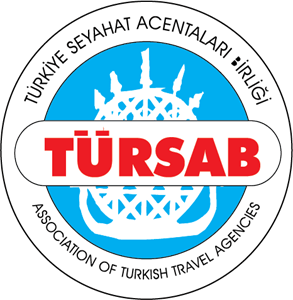 TÜRKİYE SEYAHAT ACENTALARI BİRLİĞİ
TÜRSAB
ASSOCIATION OF TURKISH TRAVEL AGENCIES